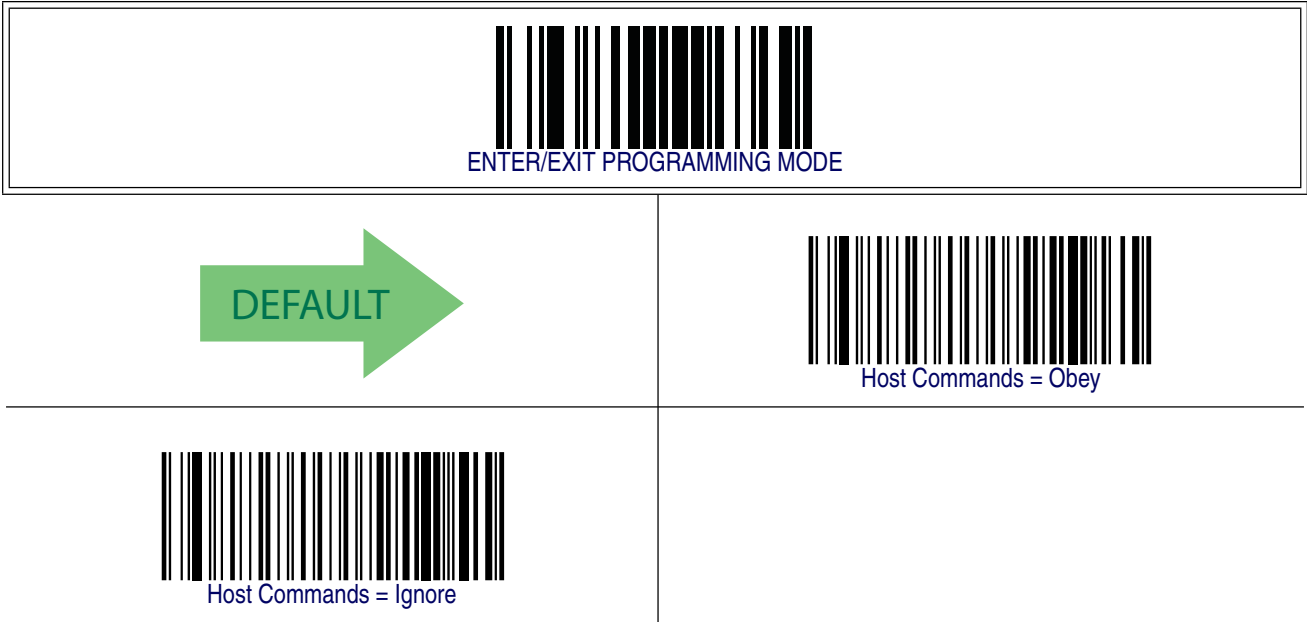 ENTER/EXIT PROGRAMMING MODE
DEFAULT
Host Commands = Obey
Host Commands = Ignore